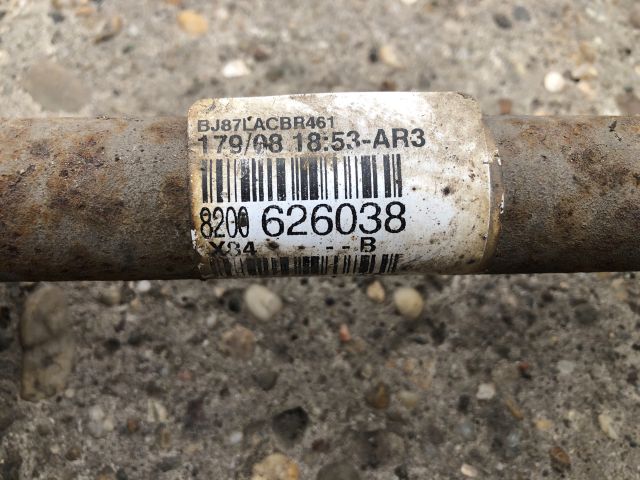 BJ87LACBR461
179/08 18:53-AR3
8200 626038
X84 - - - B